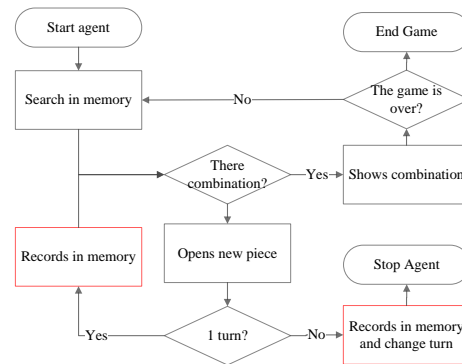 Start agent
End Game
Search in memory
No
The game is
over?
There
combination?
Yes
Shows combination
Records in memory
Opens new piece
Stop Agent
Yes
1 turn?
No
Records in memory
and change turn